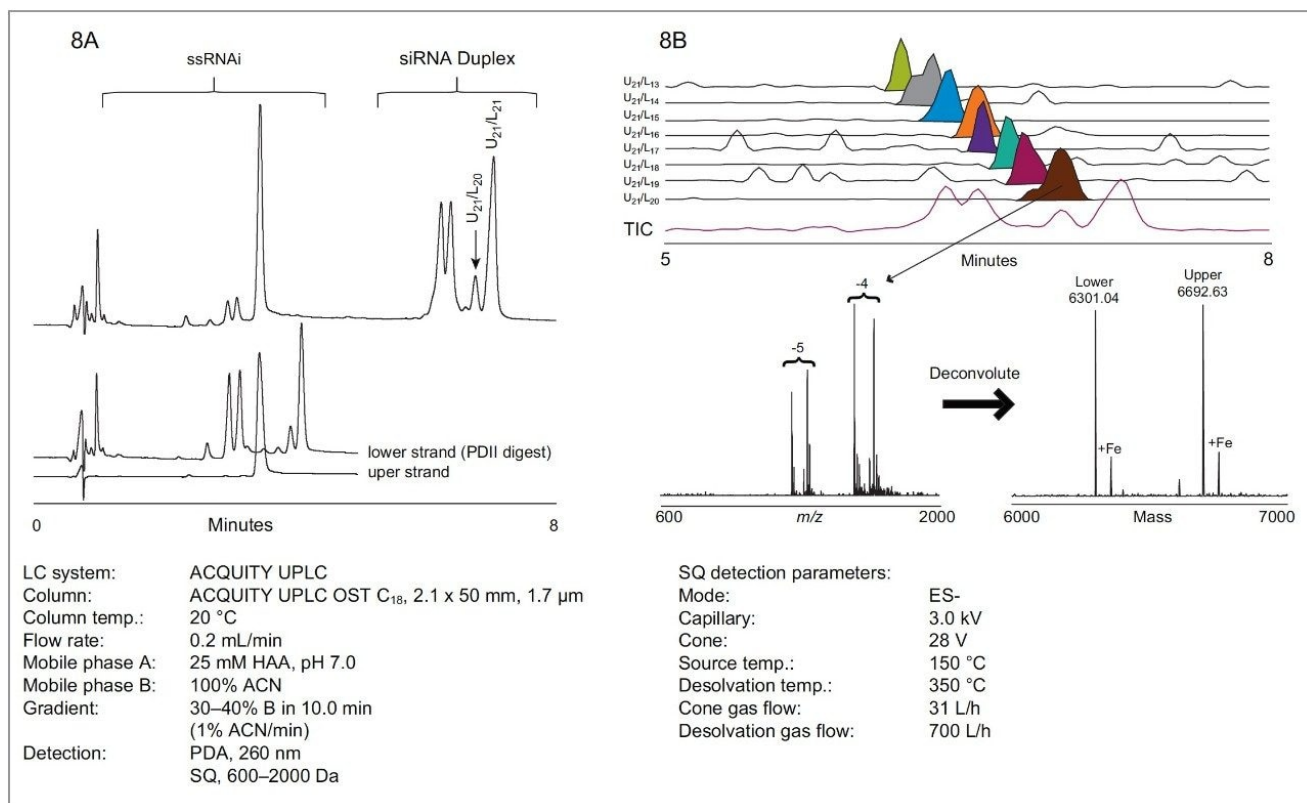 8A
ssRNAi
siRNA Duplex
U21/L20
U21/L21
lower strand (PDII digest)
uper strand
0
Minutes
8
8B
U21/L13
U21/L14
U21/L15
U21/L16
U21/L17
U21/L18
U21/L19
U21/L20
TIC
5
Minutes
8
-5
-4
600
m/z
2000
Deconvolute
Lower
6301.04
Upper
6692.63
+Fe
+Fe
6000
Mass
7000
LC system: ACQUITY UPLC
Column: ACQUITY UPLC OST C18, 2.1 x 50 mm, 1.7 µm
Column temp.: 20 °C
Flow rate: 0.2 mL/min
Mobile phase A: 25 mM HAA, pH 7.0
Mobile phase B: 100% ACN
Gradient: 30–40% B in 10.0 min
(1% ACN/min)
Detection: PDA, 260 nm
SQ, 600–2000 Da
SQ detection parameters:
Mode: ES-
Capillary: 3.0 kV
Cone: 28 V
Source temp.: 150 °C
Desolvation temp.: 350 °C
Cone gas flow: 31 L/h
Desolvation gas flow: 700 L/h